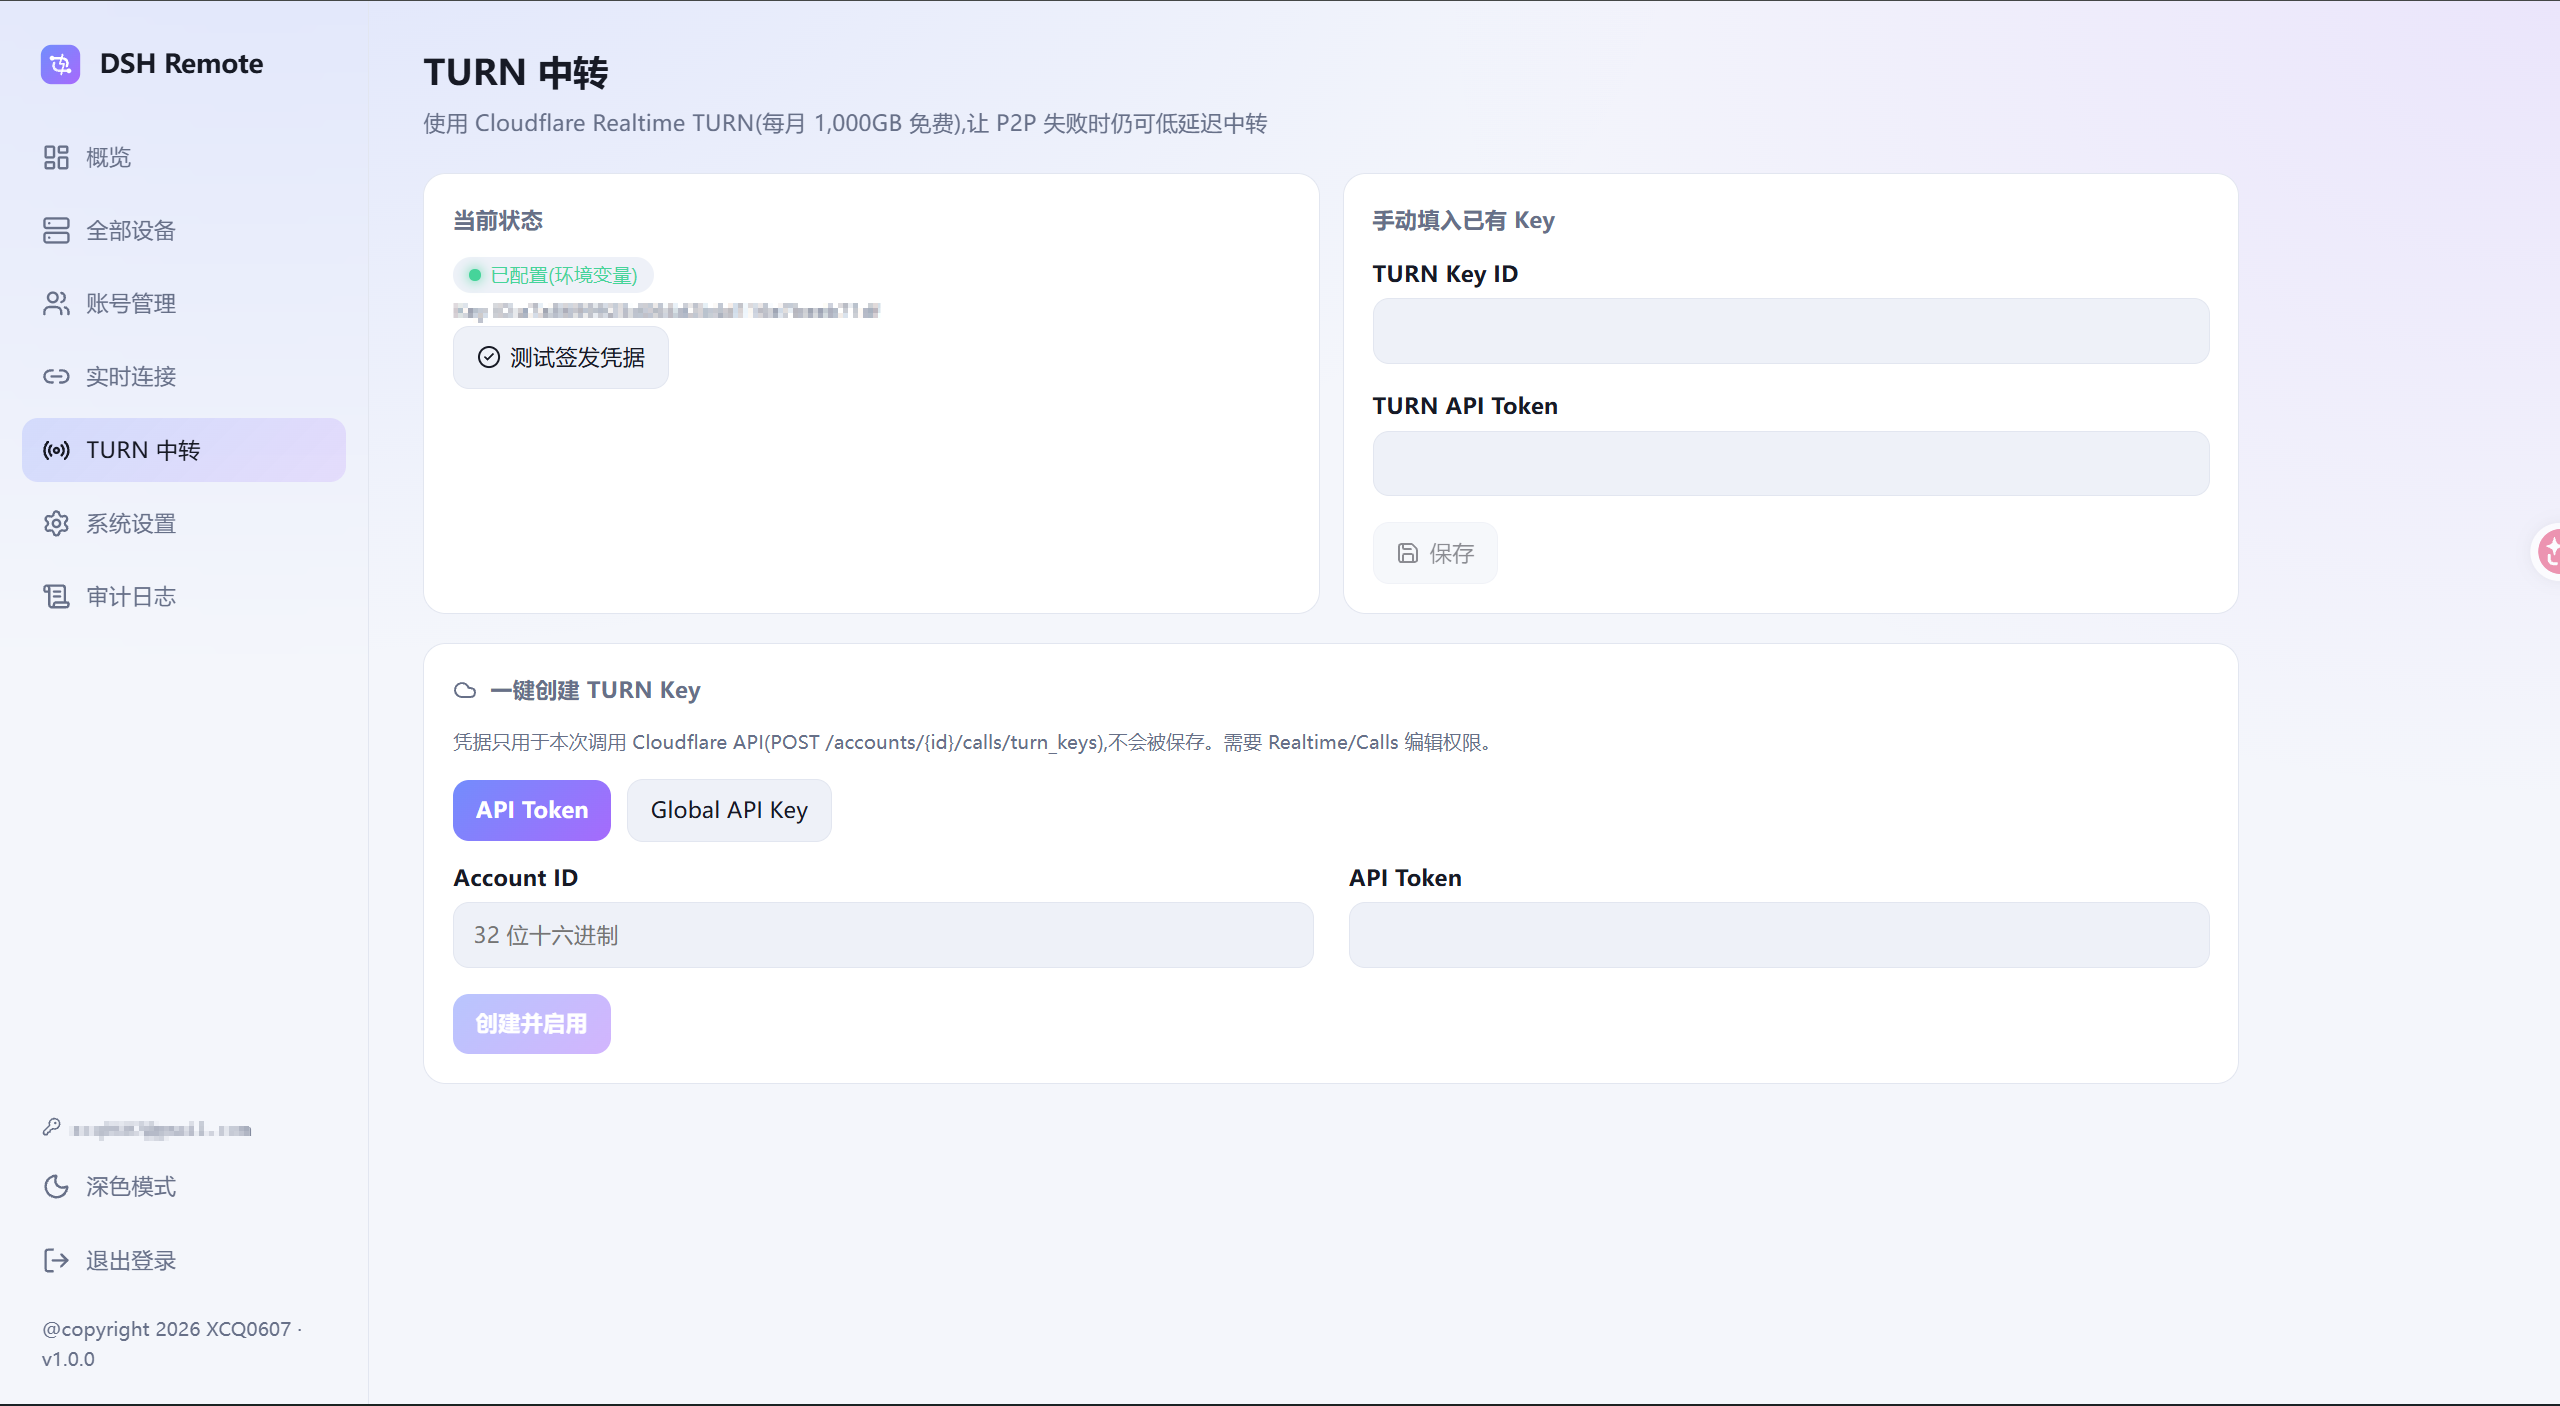 DSH Remote
概览
全部设备
账号管理
实时连接
TURN 中转
系统设置
审计日志
深色模式
退出登录
@copyright 2026 XCQ0607 ·
v1.0.0
TURN 中转
使用 Cloudflare Realtime TURN(每月 1,000GB 免费),让 P2P 失败时仍可低延迟中转
当前状态
已配置(环境变量)
测试签发凭据
手动填入已有 Key
TURN Key ID
TURN API Token
保存
一键创建 TURN Key
凭据只用于本次调用 Cloudflare API(POST /accounts/{id}/calls/turn_keys),不会被保存。需要 Realtime/Calls 编辑权限。
API Token
Global API Key
Account ID
32 位十六进制
API Token
创建并启用